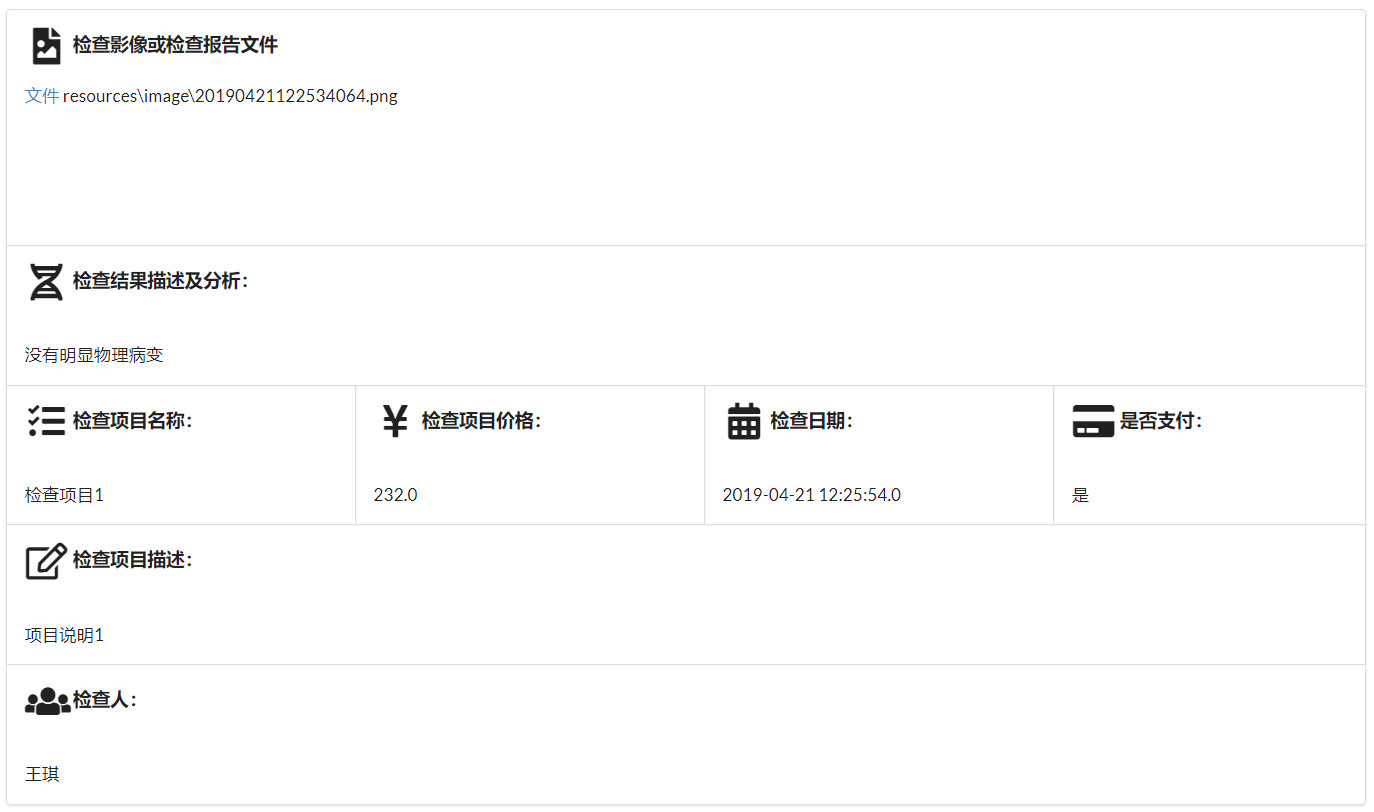 检查影像或检查报告文件
文件 resources\image\20190421122534064.png
检查结果描述及分析：
没有明显物理病变
检查项目名称：
检查项目1
¥ 检查项目价格：
232.0
检查日期：
2019-04-21 12:25:54.0
是否支付：
是
检查项目描述：
项目说明1
检查人：
王琪